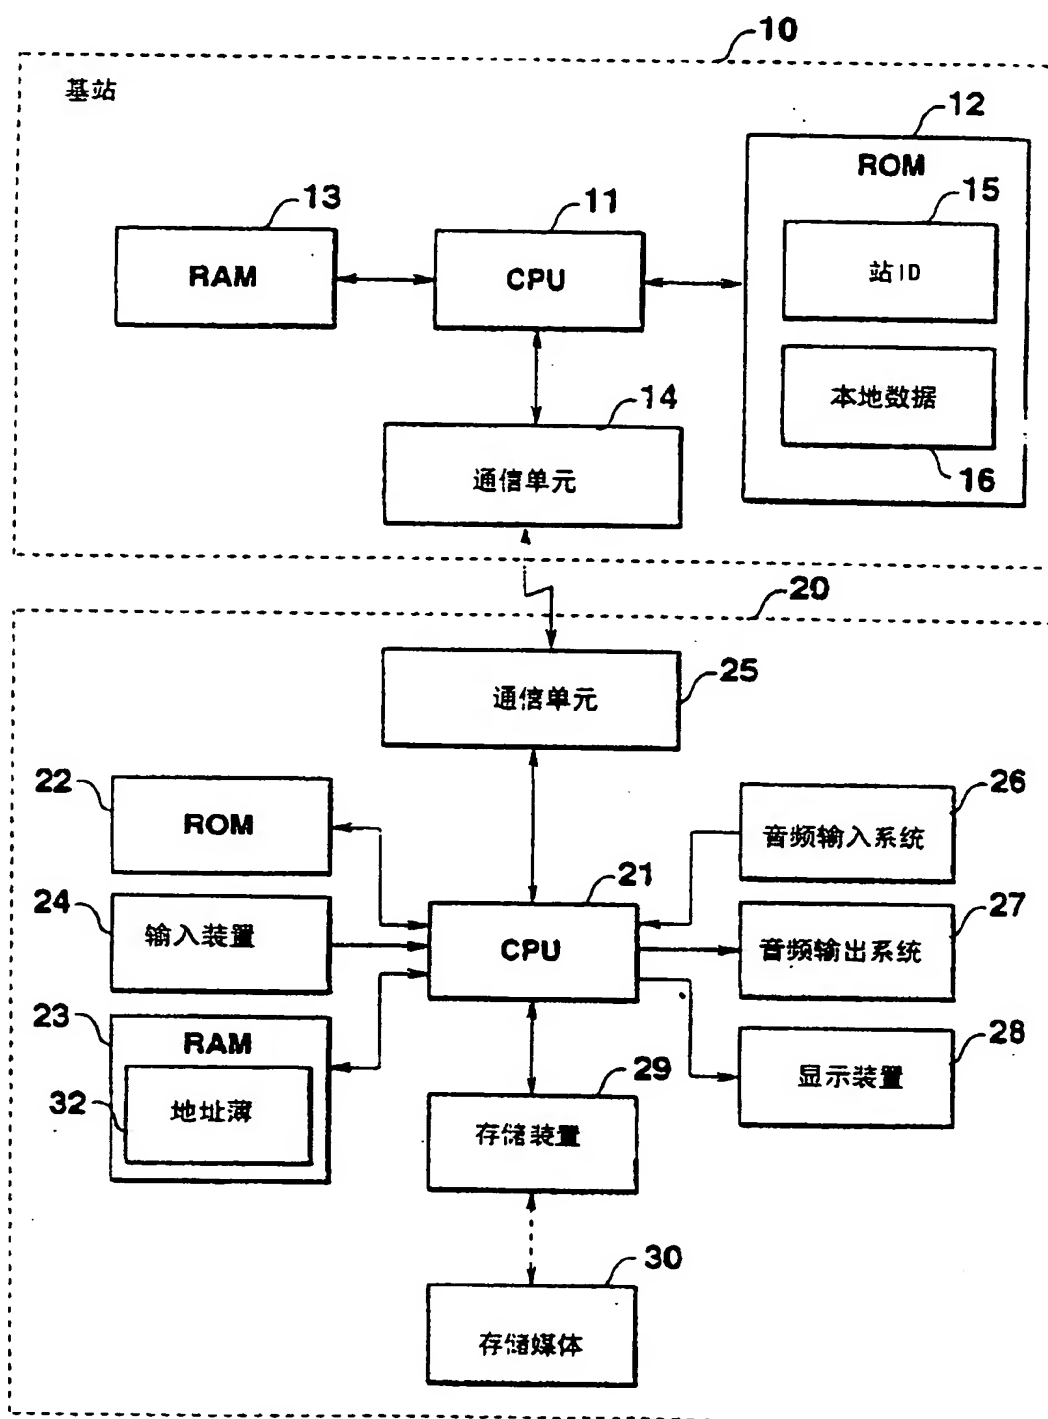 10
基站
12
ROM
13
11
15
RAM
CPU
站ID
14
本地数据
通信单元
16
20
通信单元
25
22
ROM
26
音频输入系统
24
输入装置
21
CPU
27
音频输出系统
23
RAM
28
显示装置
32
地址薄
29
存储装置
30
存储媒体